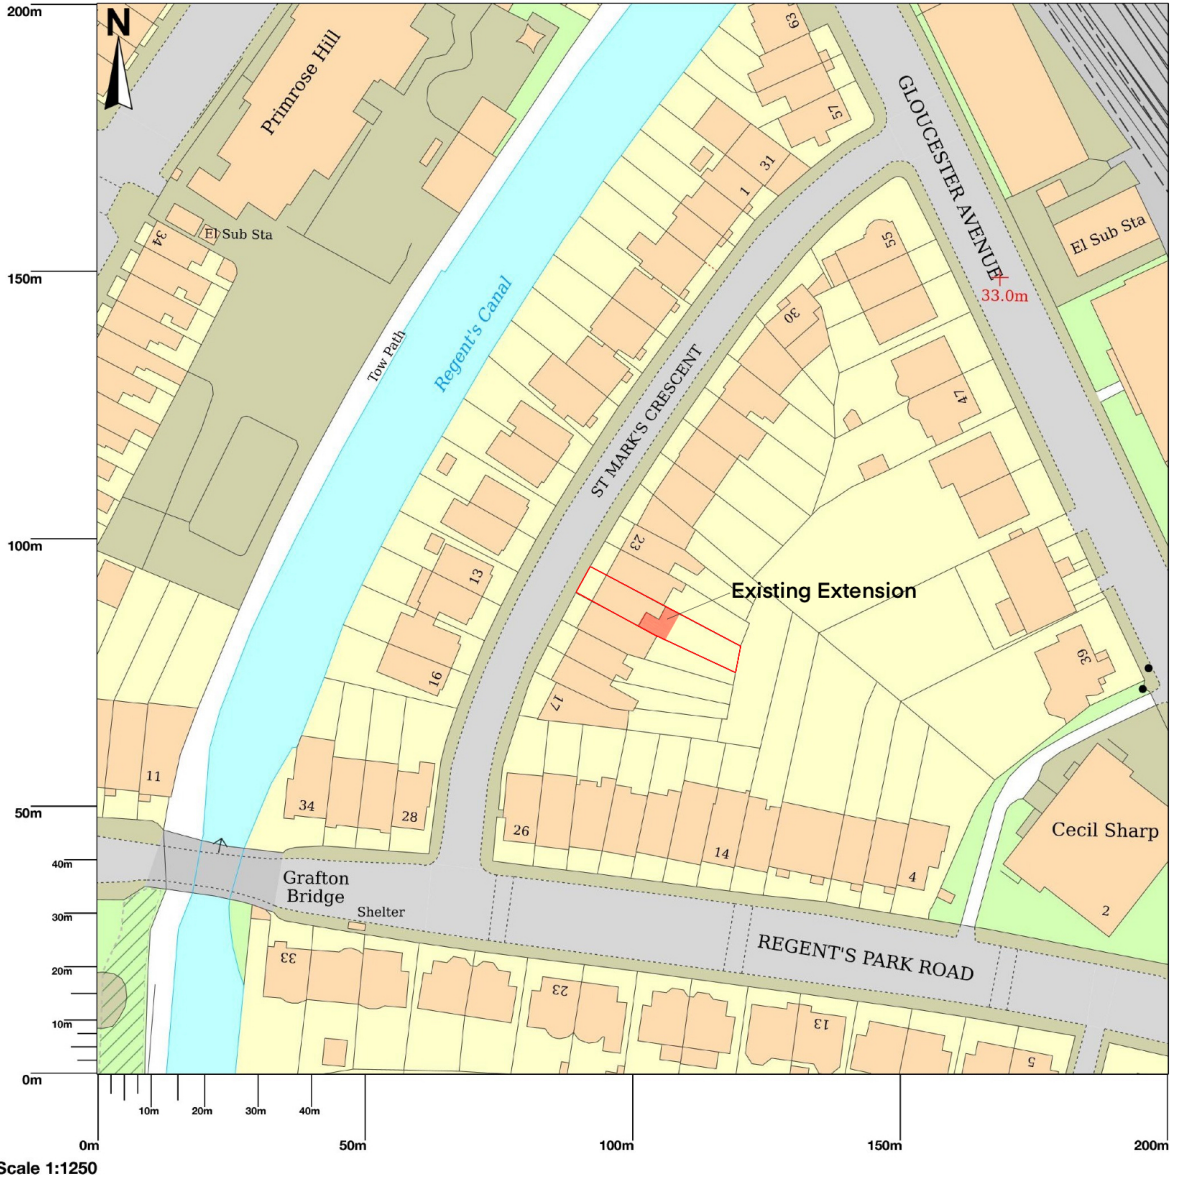 200m
N
Primrose Hill
63
57
GLOUCESTER AVENUE
31
1
El Sub Sta
El Sub Sta
34
55
150m
33.0m
Regent's Canal
Tow Path
30
ST MARK'S CRESCENT
47
100m
23
13
Existing Extension
16
39
17
11
50m
34
28
26
14
4
Cecil Sharp
2
40m
Grafton
Bridge
Shelter
30m
REGENT'S PARK ROAD
33
23
20m
13
10m
5
0m
10m
20m
30m
40m
0m
50m
100m
150m
200m
Scale 1:1250